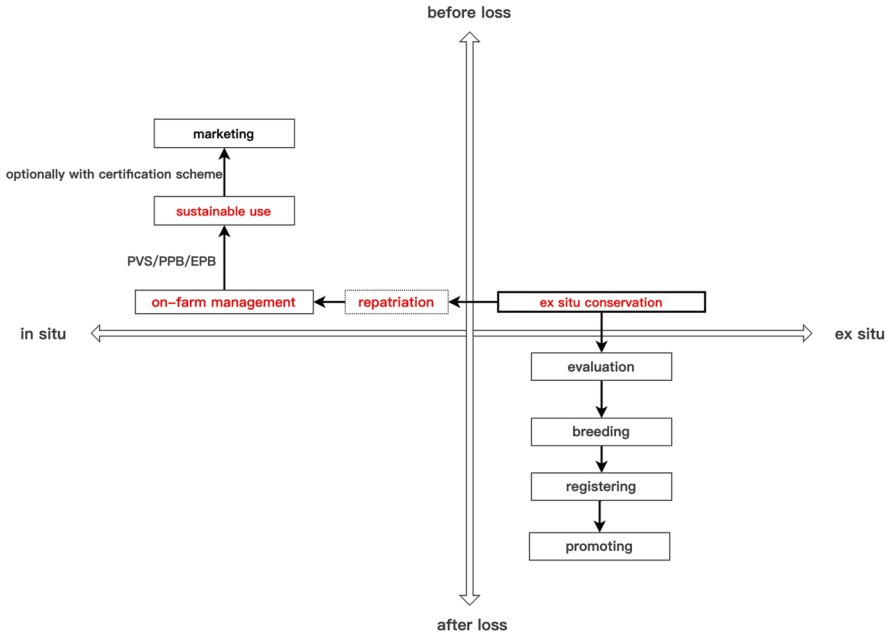 before loss
marketing
optionally with certification scheme
sustainable use
PVS/PPB/EPB
on-farm management
repatriation
ex situ conservation
in situ
ex situ
evaluation
breeding
registering
promoting
after loss